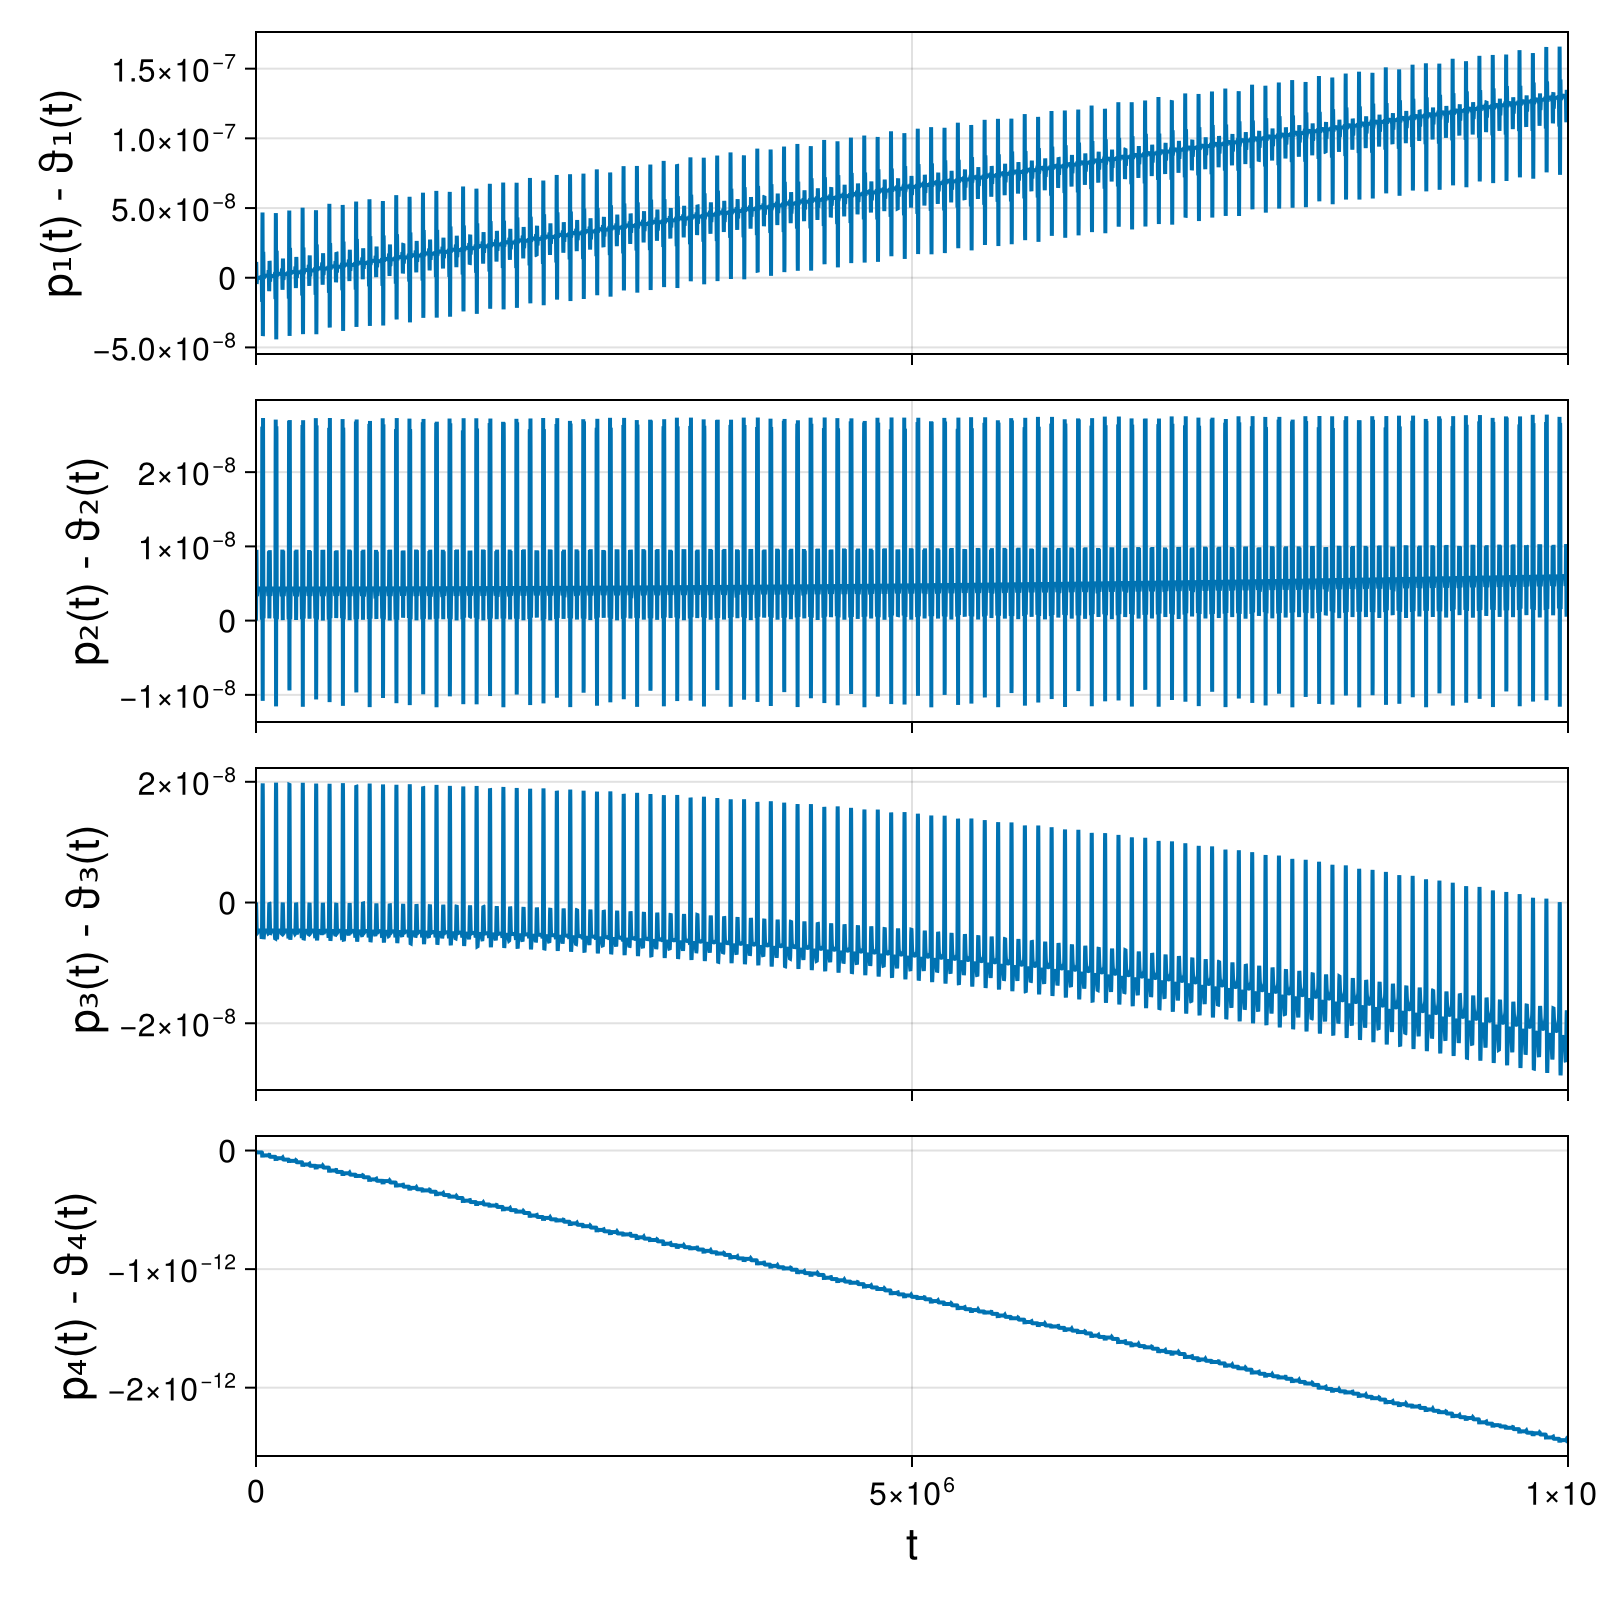 1.5×10⁻⁷
1.0×10⁻⁷
5.0×10⁻⁸
0
−5.0×10⁻⁸
p₁(t) - ϑ₁(t)
2×10⁻⁸
1×10⁻⁸
0
−1×10⁻⁸
p₂(t) - ϑ₂(t)
2×10⁻⁸
0
−2×10⁻⁸
p₃(t) - ϑ₃(t)
0
−1×10⁻¹²
−2×10⁻¹²
p₄(t) - ϑ₄(t)
0 5×10⁶ 1×10
t